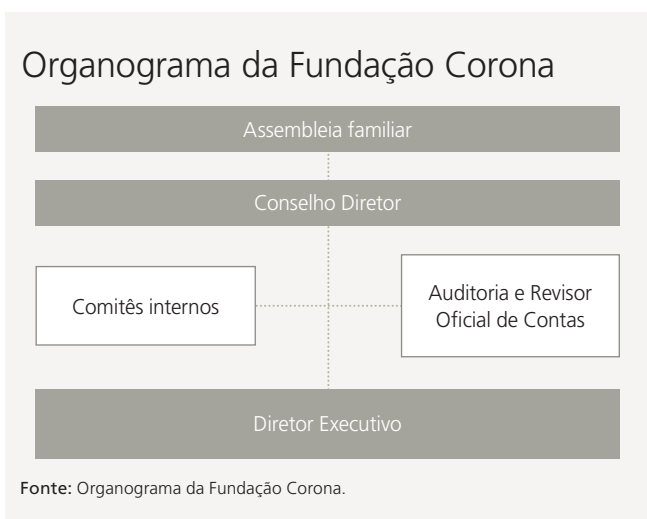 Organograma da Fundação Corona
Assembleia familiar
Conselho Diretor
Comitês internos
Auditoria e Revisor
Oficial de Contas
Diretor Executivo
Fonte: Organograma da Fundação Corona.